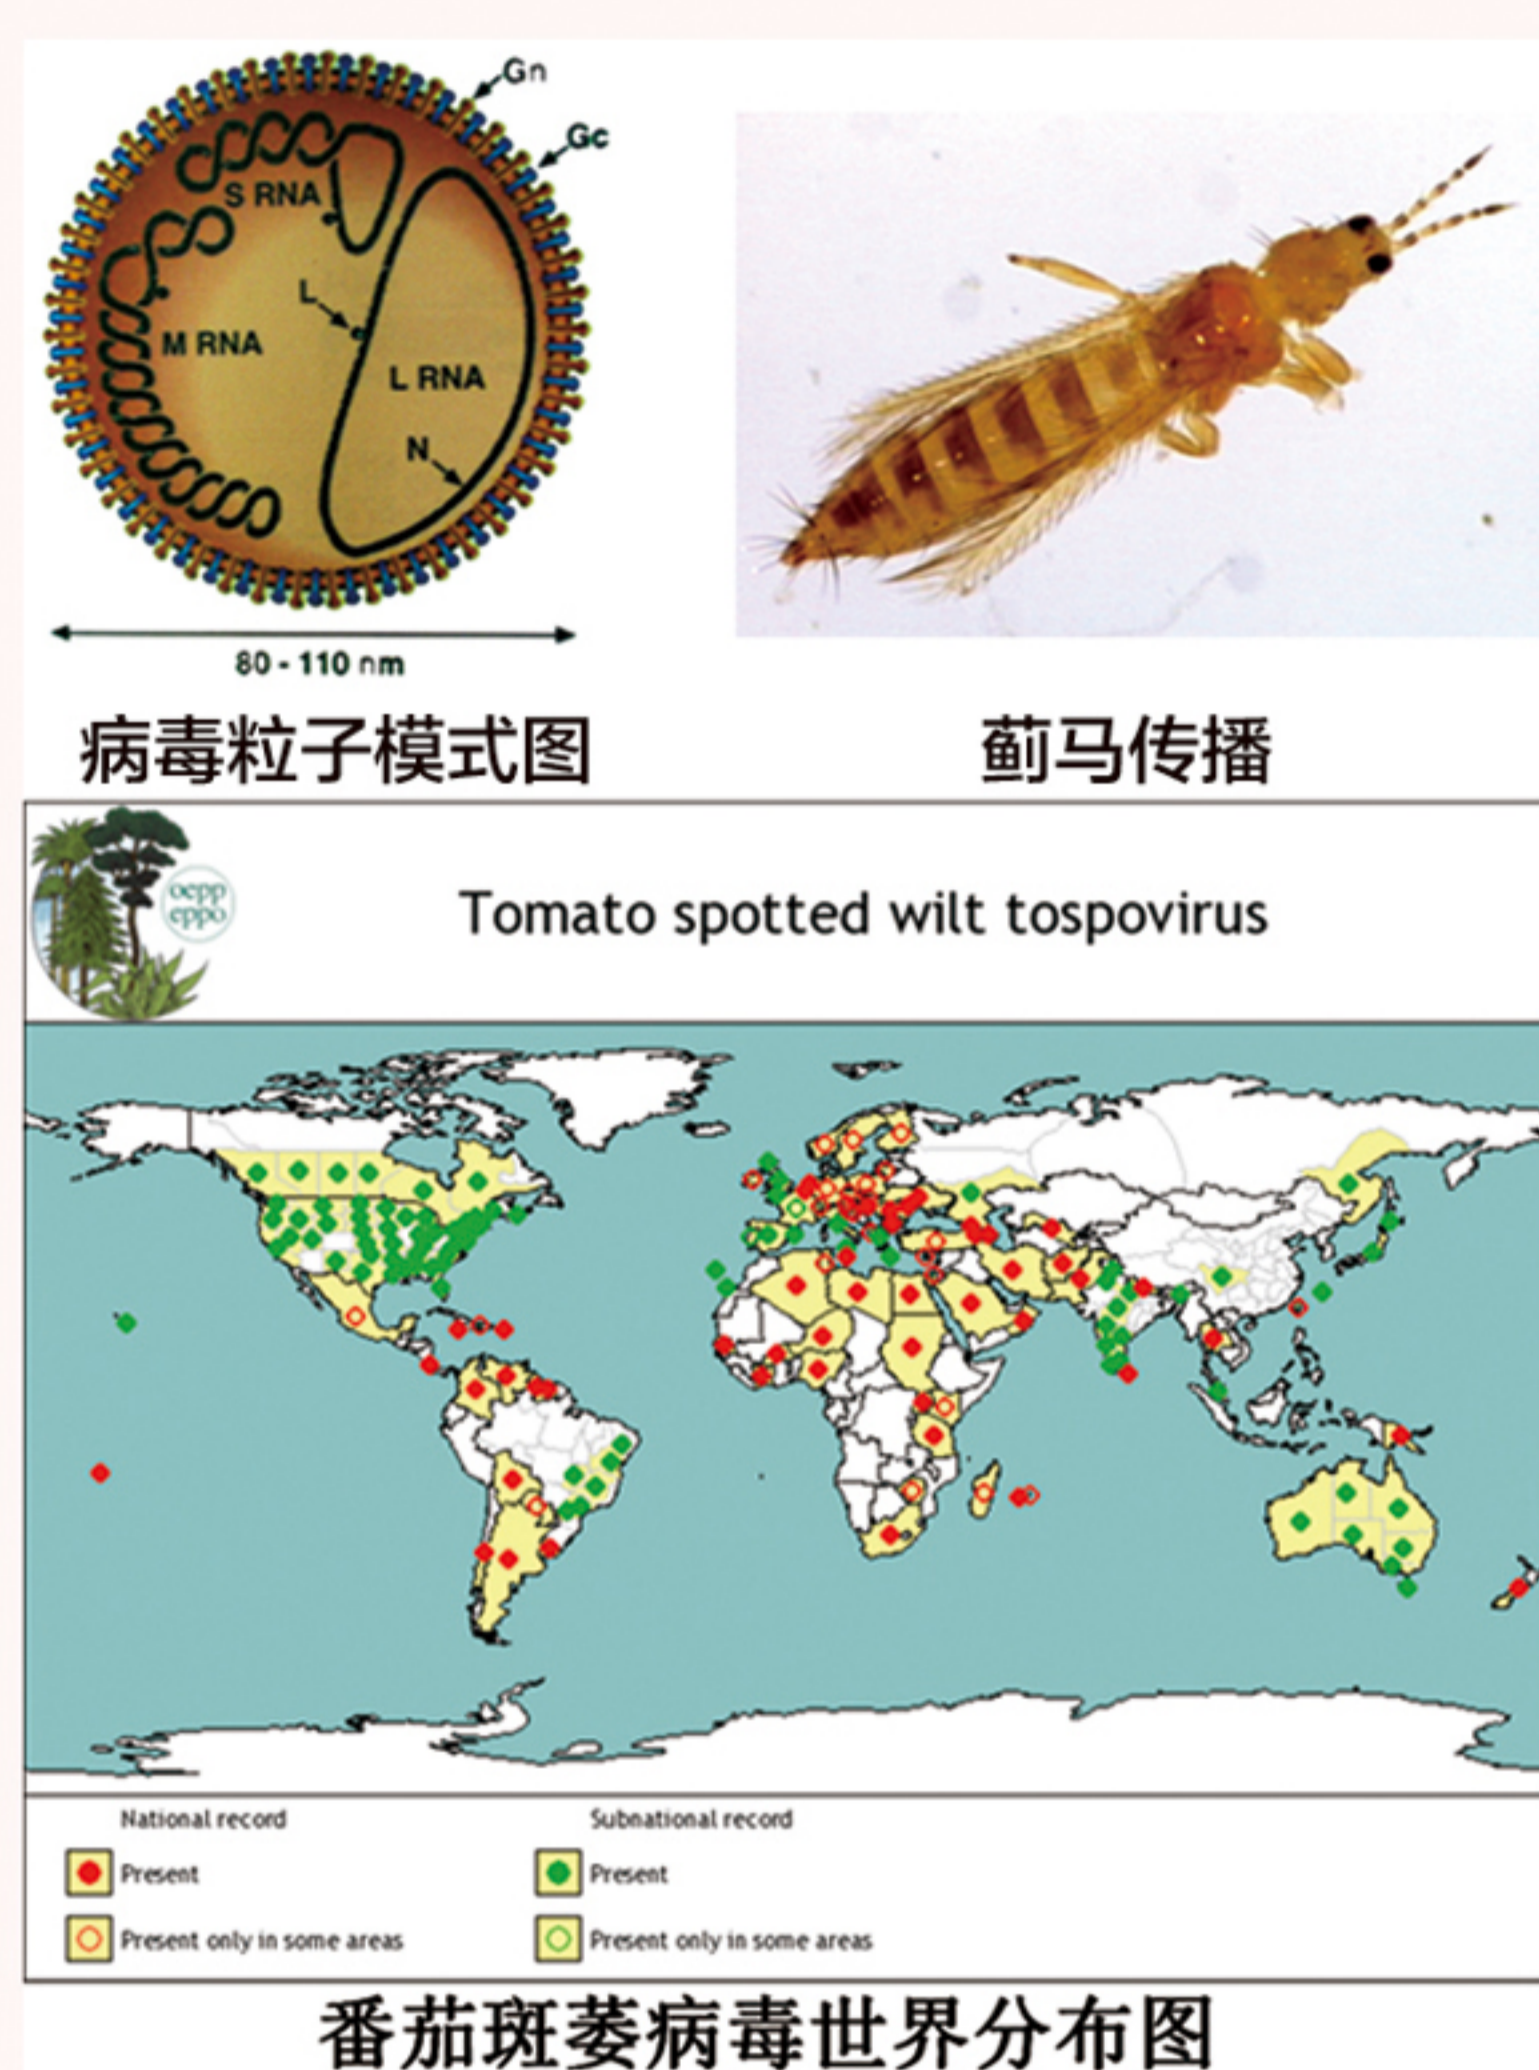 Gn
Gc
S RNA
L
M RNA
L RNA
N
80 - 110 nm
病毒粒子模式图
蓟马传播
oepp
eppo
Tomato spotted wilt tospovirus
National record
Subnational record
Present
Present
Present only in some areas
Present only in some areas
番茄斑萎病毒世界分布图